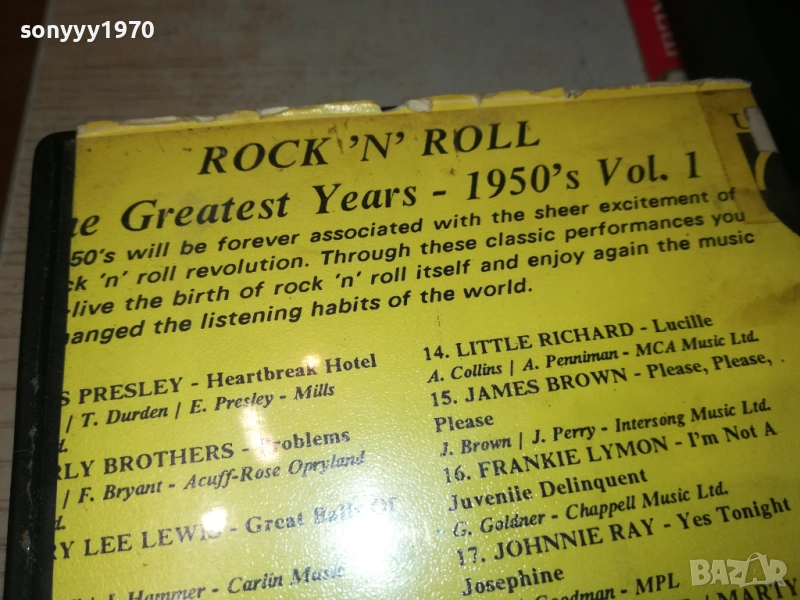 sonyyy1970
ROCK 'N' ROLL
Greatest Years - 1950's Vol. 1
50's will be forever associated with the sheer excitement of
'n' roll revolution. Through these classic performances you
-live the birth of rock 'n' roll itself and enjoy again the music
hanged the listening habits of the world.
S PRESLEY - Heartbreak Hotel
| T. Durden | E. Presley - Mills
RLY BROTHERS - Problems
| F. Bryant - Acuff-Rose Opryland
RY LEE LEWIS - Great Balls Of
Hammer - Carlin Music
14. LITTLE RICHARD - Lucille
A. Collins | A. Penniman - MCA Music Ltd.
15. JAMES BROWN - Please, Please,
Please
J. Brown | J. Perry - Intersong Music Ltd.
16. FRANKIE LYMON - I'm Not A
Juvenile Delinquent
G. Goldner - Chappell Music Ltd.
17. JOHNNIE RAY - Yes Tonight
Josephine
Goodman - MPL
MARTY
BAZAR
bg